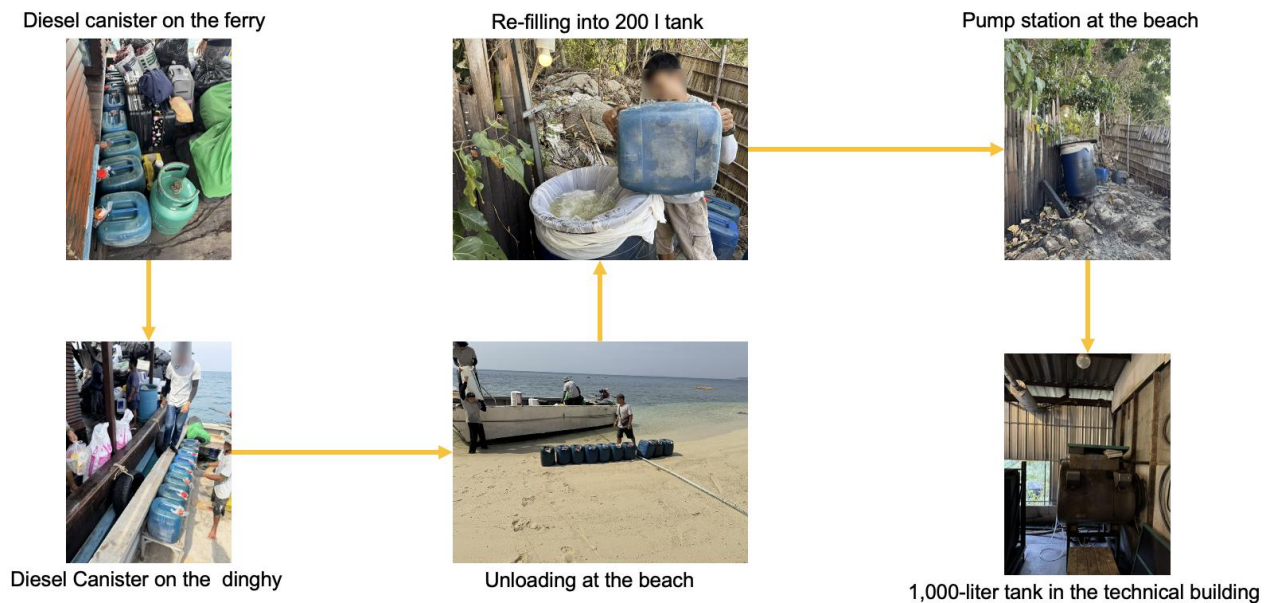 Diesel canister on the ferry
Re-filling into 200 l tank
Pump station at the beach
Diesel Canister on the  dinghy
Unloading at the beach
1,000-liter tank in the technical building